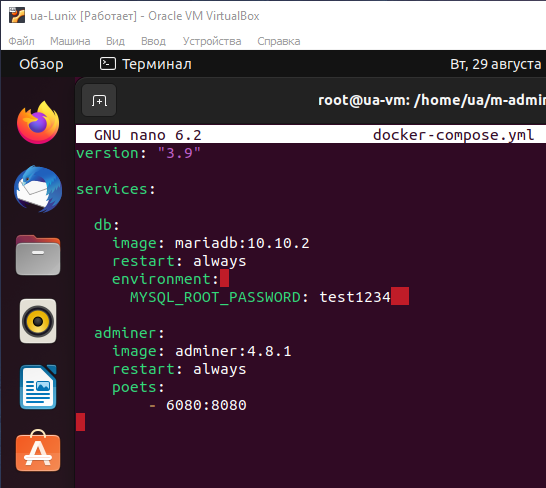 ua-Lunix [Работает] - Oracle VM VirtualBox
Файл Машина Вид Ввод Устройства Справка
Обзор Терминал Вт, 29 августа
root@ua-vm: /home/ua/m-admin
GNU nano 6.2 docker-compose.yml
version: "3.9"
services:
db:
image: mariadb:10.10.2
restart: always
environment:
MYSQL_ROOT_PASSWORD: test1234
adminer:
image: adminer:4.8.1
restart: always
poets:
- 6080:8080